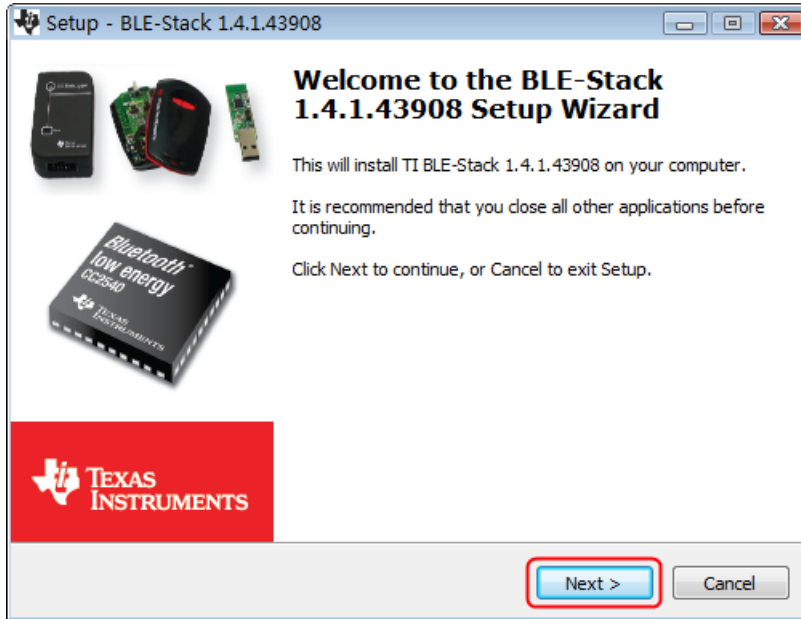 Setup - BLE-Stack 1.4.1.43908
Welcome to the BLE-Stack
1.4.1.43908 Setup Wizard
This will install TI BLE-Stack 1.4.1.43908 on your computer.
It is recommended that you close all other applications before
continuing.
Click Next to continue, or Cancel to exit Setup.
Bluetooth®
low energy
CC2540
TEXAS
INSTRUMENTS
TEXAS
INSTRUMENTS
Next >
Cancel